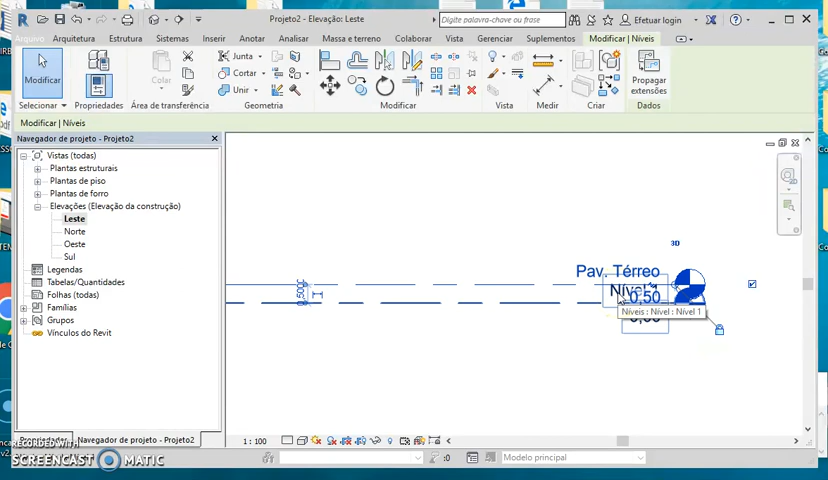 Arquivo
Projeto2 - Elevação: Leste
Digite palavra-chave ou frase
Efetuar login
Arquivo Arquitetura Estrutura Sistemas Inserir Anotar Analisar Massa e terreno Colaborar Vista Gerenciar Suplementos Modificar | Níveis
Modificar
Colar
Junta
Cortar
Unir
Propagar
extensões
Selecionar Propriedades Área de transferência Geometria Modificar Vista Medir Criar Dados
Modificar | Níveis
Navegador de projeto - Projeto2
Vistas (todas)
Plantas estruturais
Plantas de piso
Plantas de forro
Elevações (Elevação da construção)
Leste
Norte
Oeste
Sul
Legendas
Tabelas/Quantidades
Folhas (todas)
Famílias
Grupos
Vínculos do Revit
3D
Pav. Térreo
Nível 1
0,50
0,00
Níveis : Nível : Nível 1
Navegador de projeto - Projeto2
1 : 100
:0
Modelo principal
RECORDED WITH
SCREENCAST MATIC